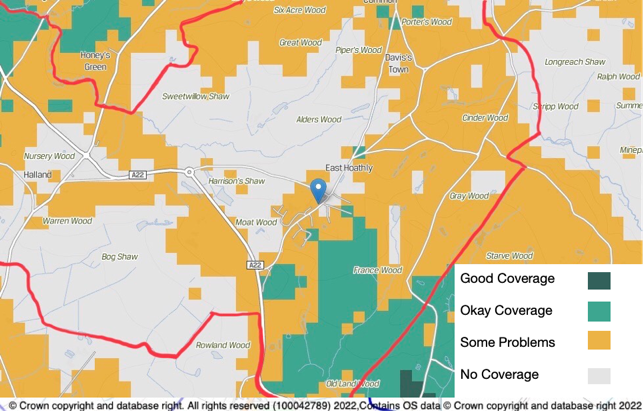 Common
Six Acre Wood
Porter's Wood
Great Wood
Honey's
Green
Piper's Wood
Davis's
Town
Longreach Shaw
Ralph Wood
Sweetwillow Shaw
Scripp Wood
Summe
Alders Wood
Cinder Wood
Minep
Nursery Wood
Halland
A22
East Hoathly
Harrison's Shaw
Gray Wood
Warren Wood
Moat Wood
Bog Shaw
A22
France Wood
Starve Wood
Good Coverage
Okay Coverage
Some Problems
No Coverage
Rowland Wood
Old Land Wood
© Crown copyright and database right. All rights reserved (100042789) 2022,Contains OS data © Crown copyright and database right 2022